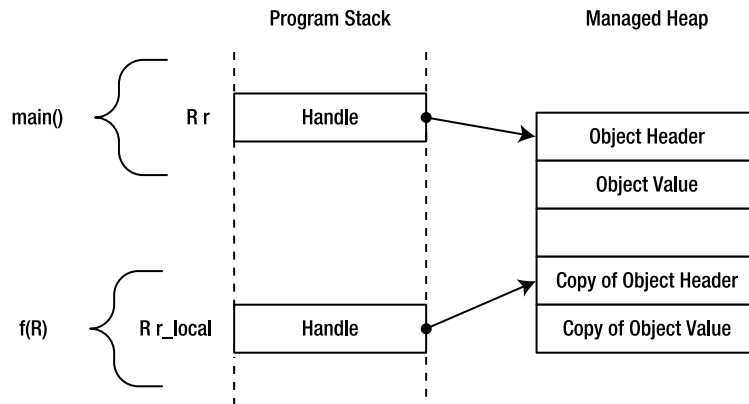 Program Stack
Managed Heap
main()
R r
Handle
Object Header
Object Value
Copy of Object Header
f(R)
R r_local
Handle
Copy of Object Value